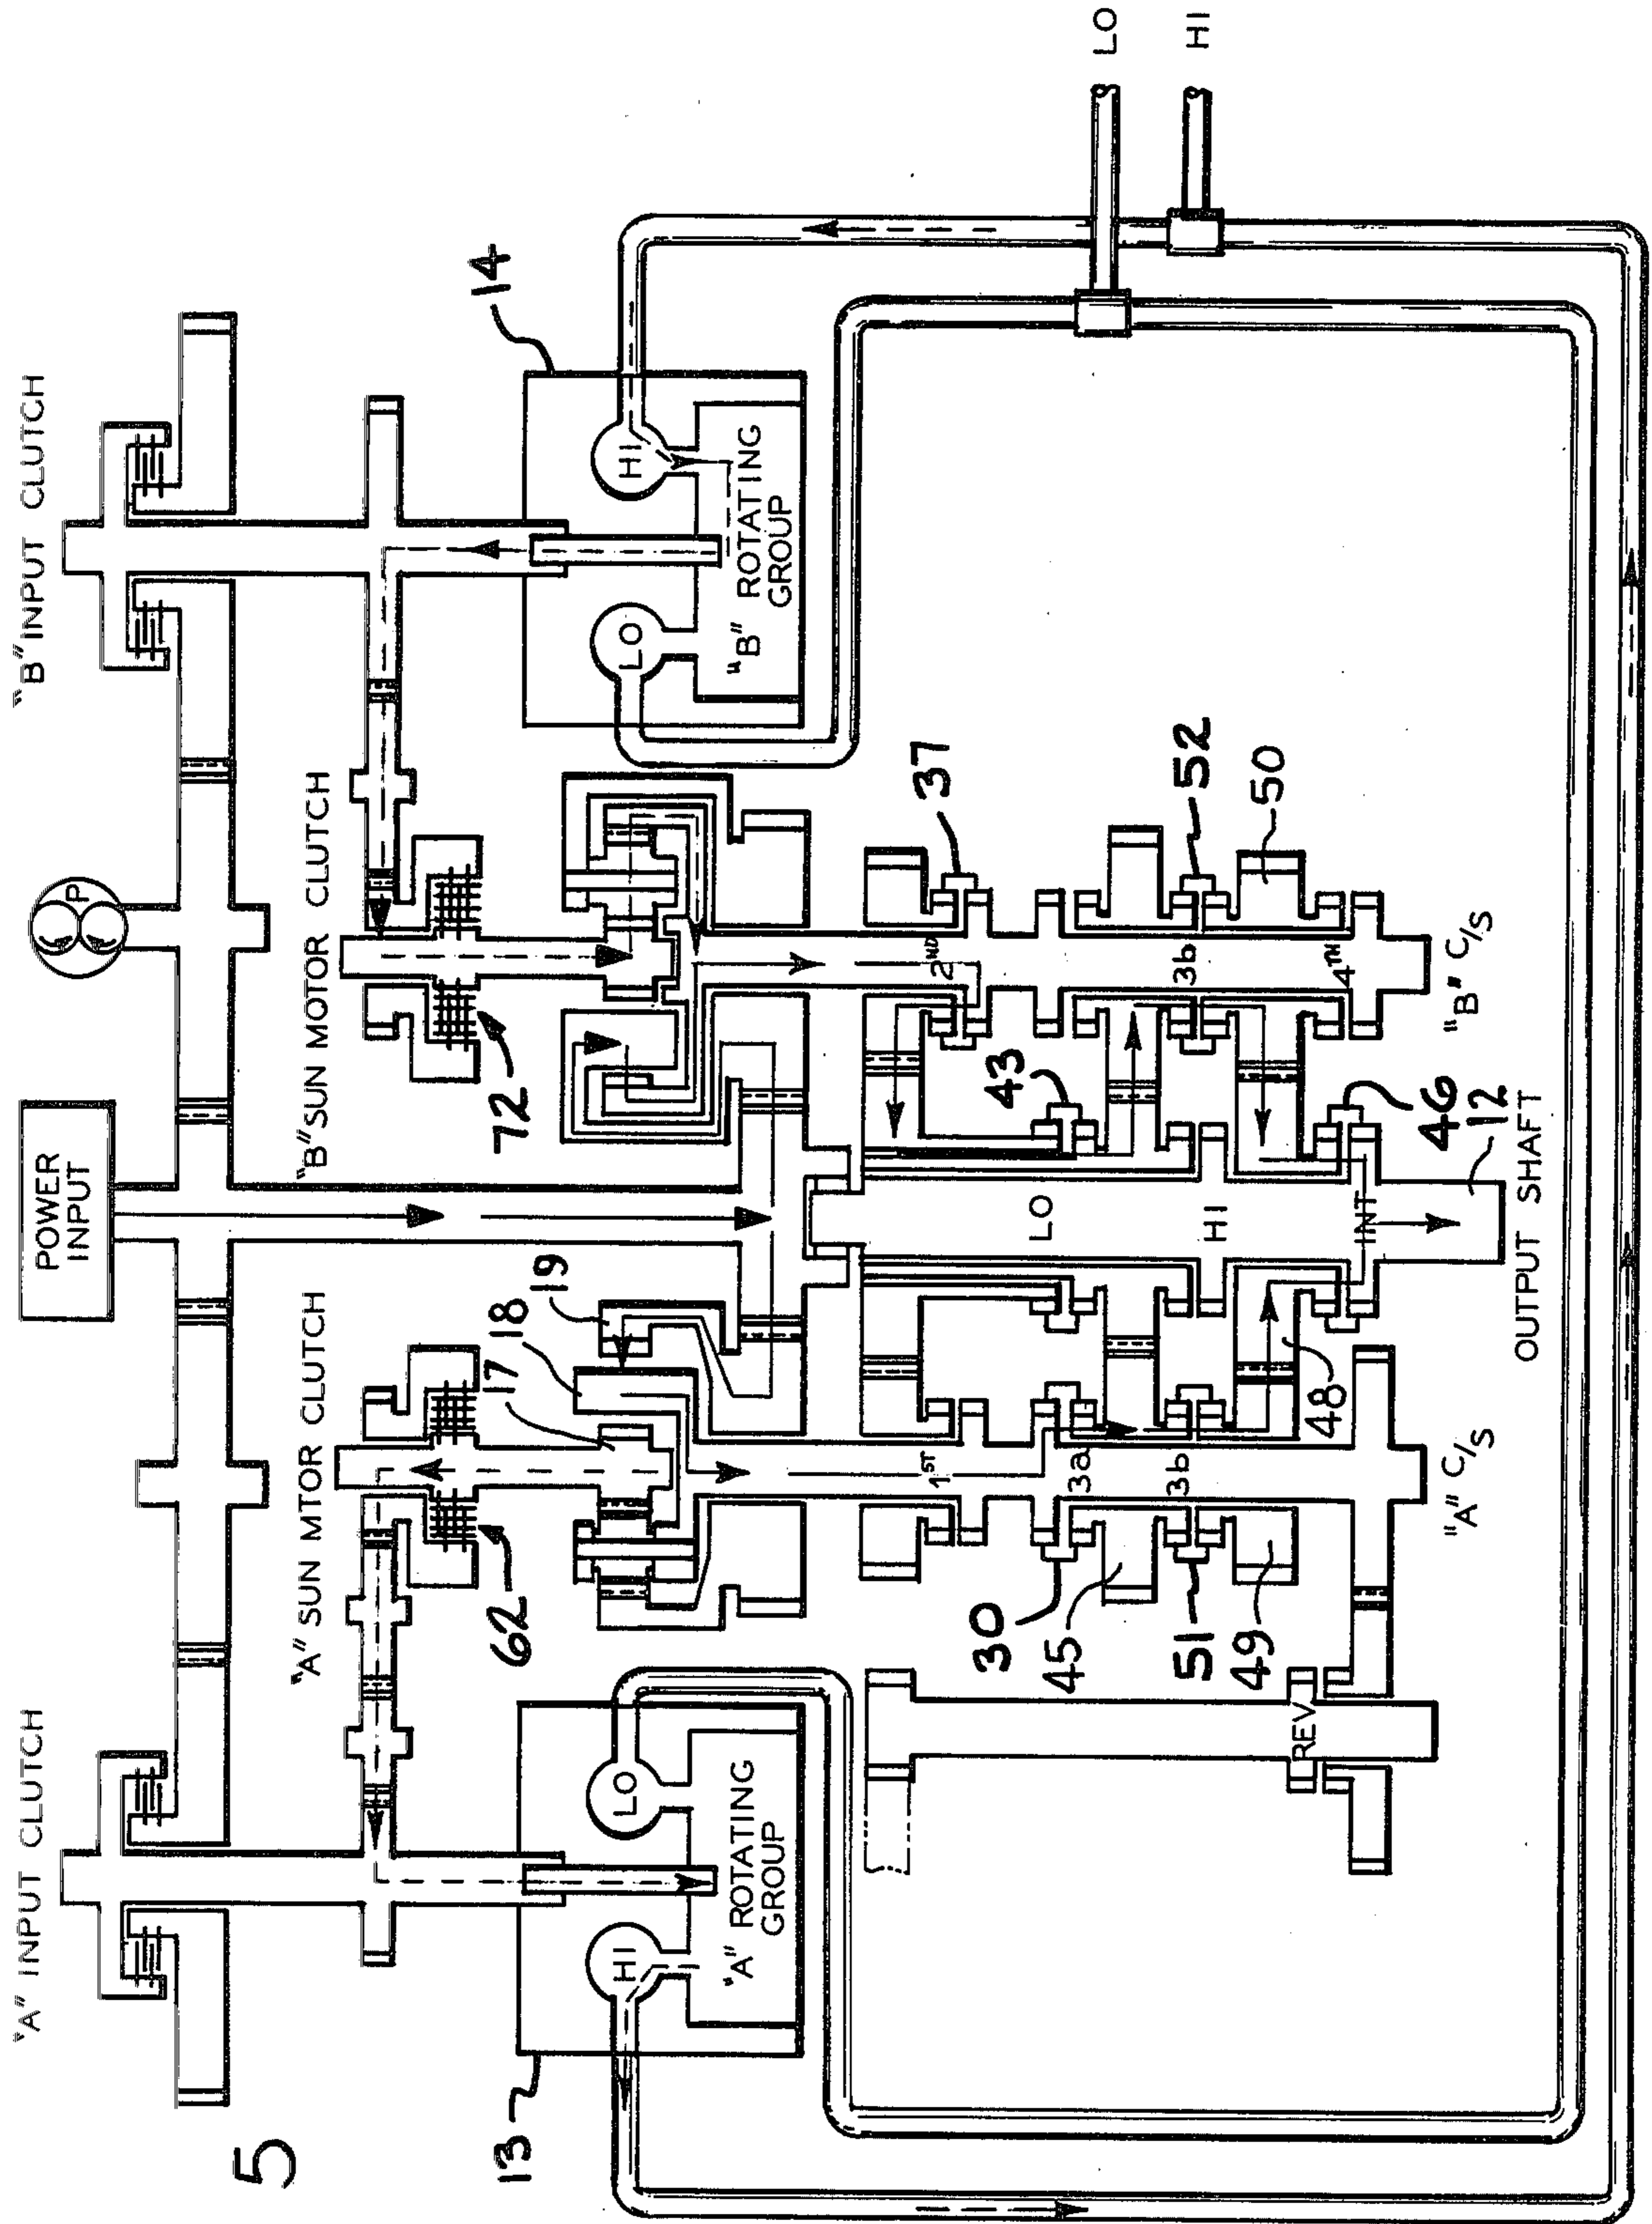 "A" INPUT CLUTCH
POWER
INPUT
P
"B" INPUT CLUTCH
"A" SUN MTOR CLUTCH
"B" SUN MOTOR CLUTCH
5
13
62
17
18
19
72
14
HI
LO
"A" ROTATING
GROUP
LO
HI
"B" ROTATING
GROUP
LO
HI
1ST
2ND
37
30
3a
LO
43
45
51
3b
HI
3b
52
49
48
REV
INT
4TH
50
46
12
"A" C/S
OUTPUT SHAFT
"B" C/S